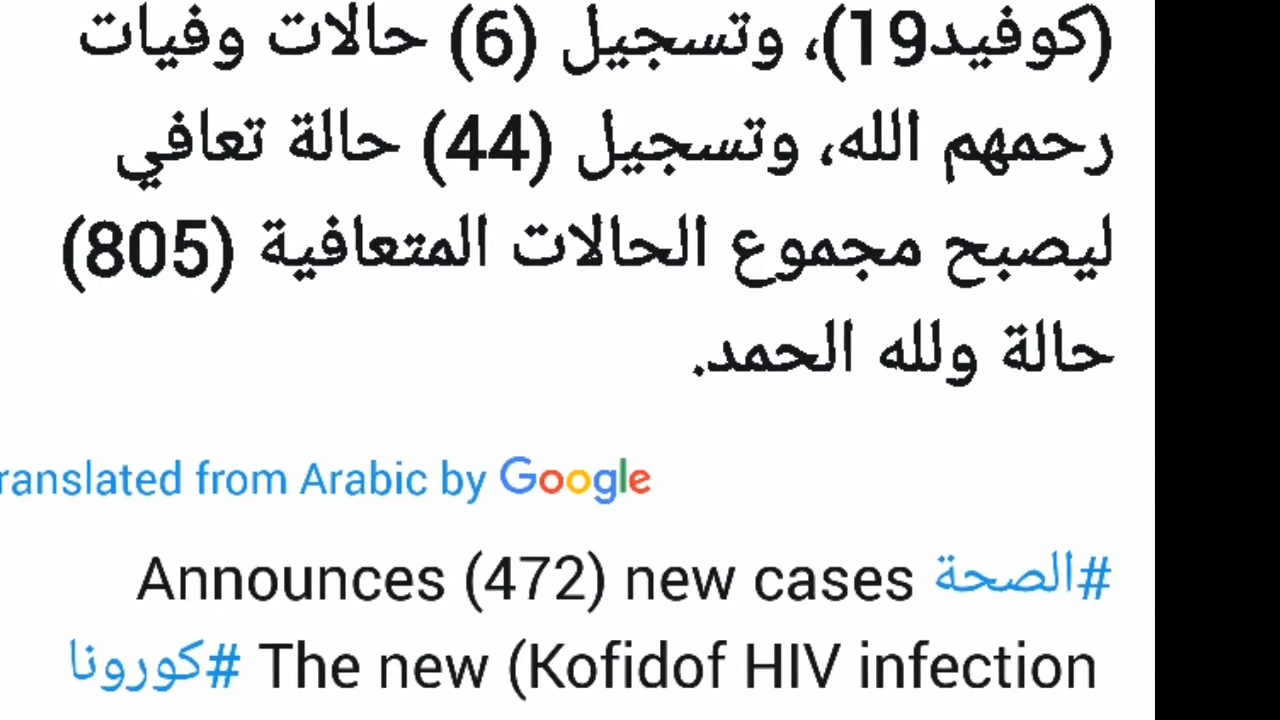 (كوفيد19)، وتسجيل (6) حالات وفيات
رحمهم الله، وتسجيل (44) حالة تعافي
ليصبح مجموع الحالات المتعافية (805)
حالة ولله الحمد.
ranslated from Arabic by Google
#الصحة Announces (472) new cases
#كورونا The new (Kofidof HIV infection